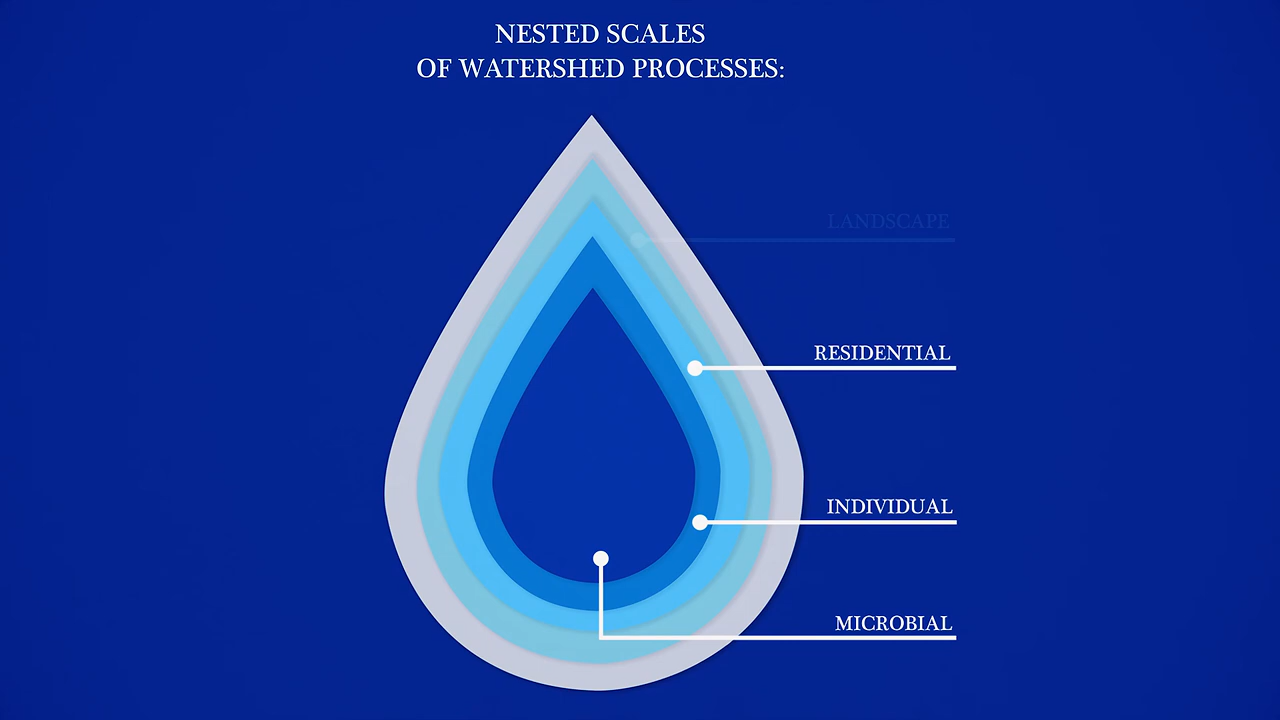 NESTED SCALES
OF WATERSHED PROCESSES:
LANDSCAPE
RESIDENTIAL
INDIVIDUAL
MICROBIAL